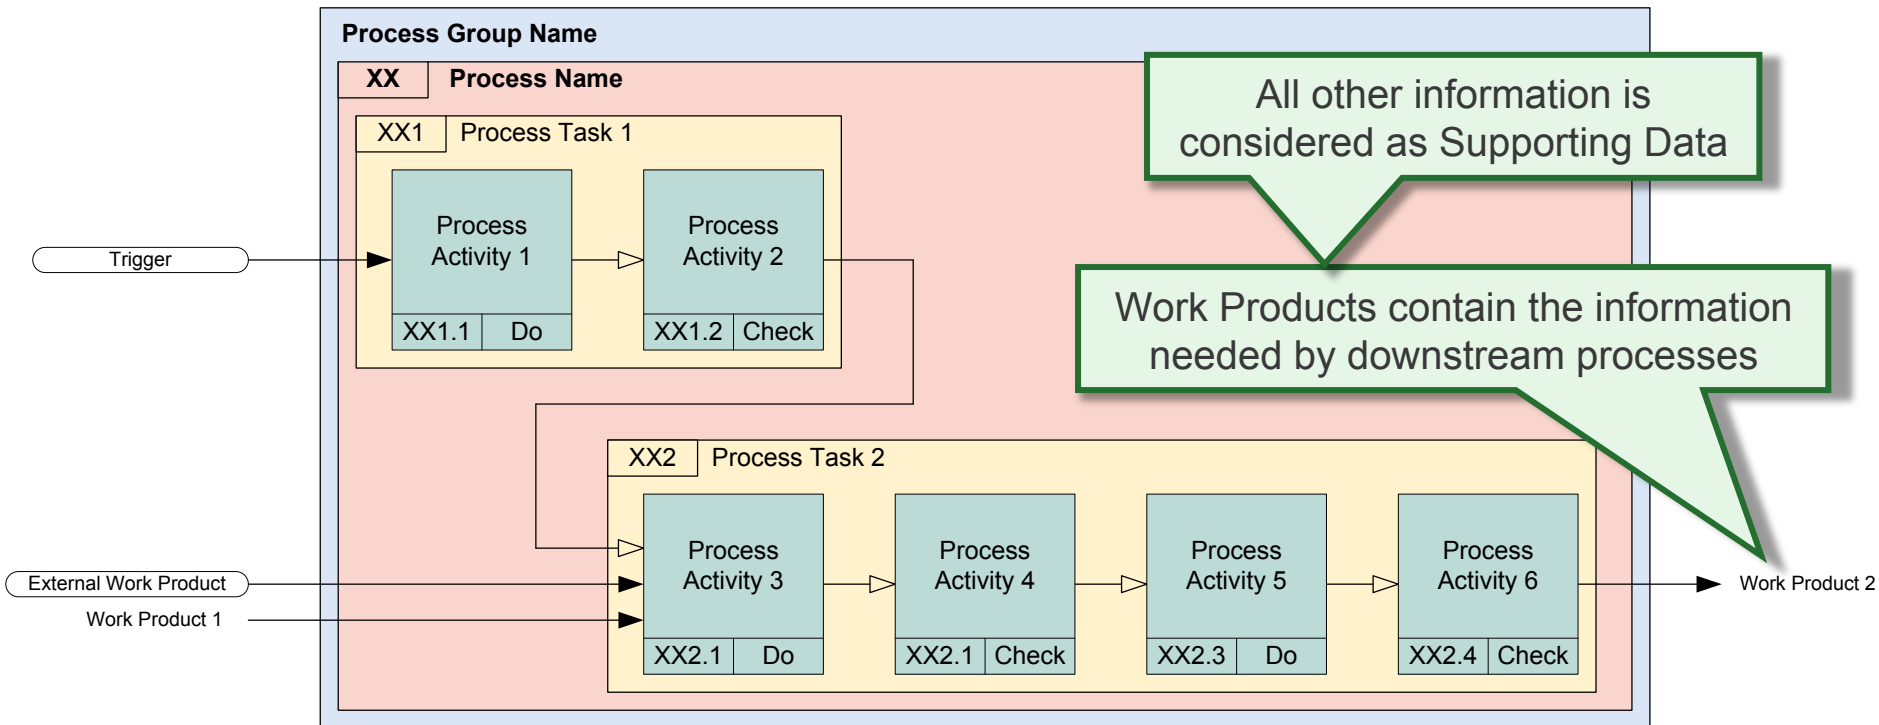 Process Group Name
XX Process Name
All other information is
considered as Supporting Data
XX1 Process Task 1
Process
Activity 1
XX1.1 Do
Process
Activity 2
XX1.2 Check
Trigger
Work Products contain the information
needed by downstream processes
XX2 Process Task 2
External Work Product
Work Product 1
Process
Activity 3
XX2.1 Do
Process
Activity 4
XX2.1 Check
Process
Activity 5
XX2.3 Do
Process
Activity 6
XX2.4 Check
Work Product 2